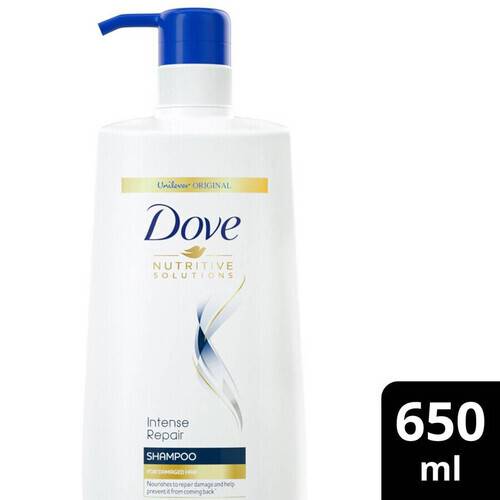 Unilever ORIGINAL
Dove
NUTRITIVE
SOLUTIONS
Intense
Repair
SHAMPOO
FOR DAMAGED HAIR
Nourishes to repair damage and help
prevent it from coming back*
650
ml